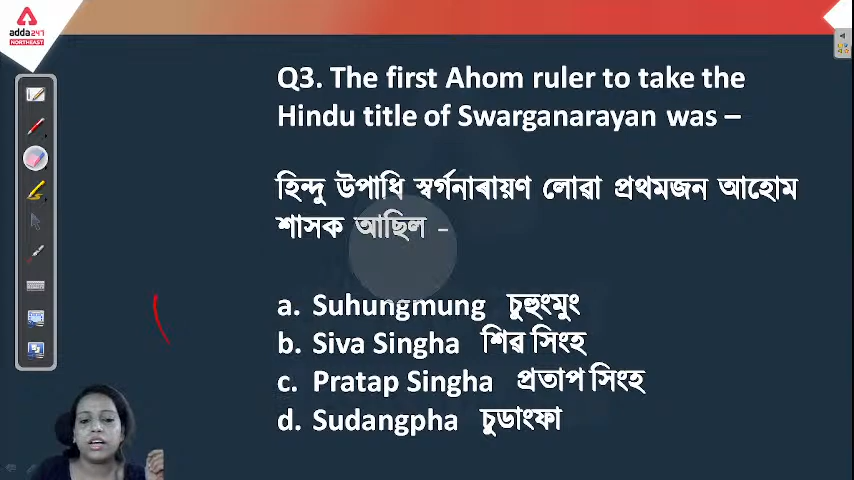 adda247
NORTHEAST
Q3. The first Ahom ruler to take the
Hindu title of Swarganarayan was –
হিন্দু উপাধি স্বৰ্গনাৰায়ণ লোৱা প্ৰথমজন আহোম
শাসক আছিল -
a. Suhungmung চুহুংমুং
b. Siva Singha শিৱ সিংহ
c. Pratap Singha প্ৰতাপ সিংহ
d. Sudangpha চুডাংফা